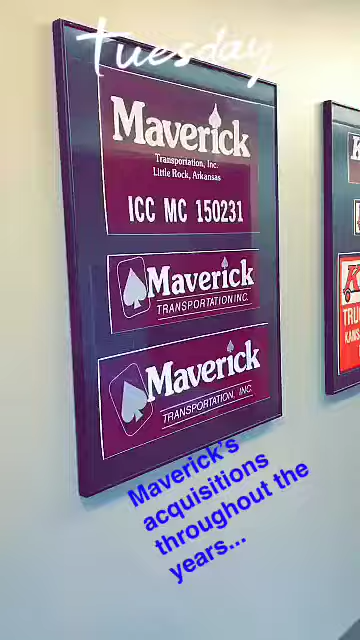 tuesday
Maverick
Transportation, Inc.
Little Rock, Arkansas
ICC MC 150231
Maverick
TRANSPORTATION INC.
Maverick
TRANSPORTATION, INC.
Maverick's
acquisitions
throughout the
years...